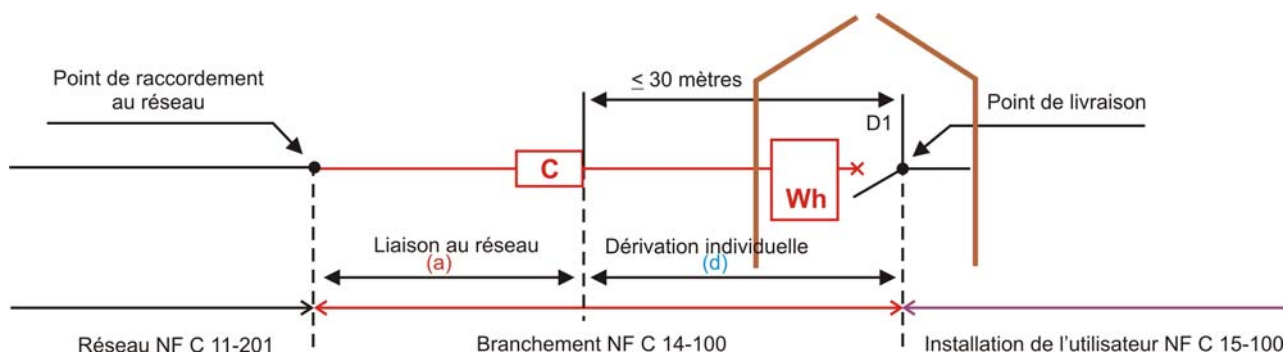 Point de raccordement
au réseau
≤ 30 mètres
Point de livraison
D1
C
Wh
Liaison au réseau
(a)
Dérivation individuelle
(d)
Réseau NF C 11-201
Branchement NF C 14-100
Installation de l'utilisateur NF C 15-100